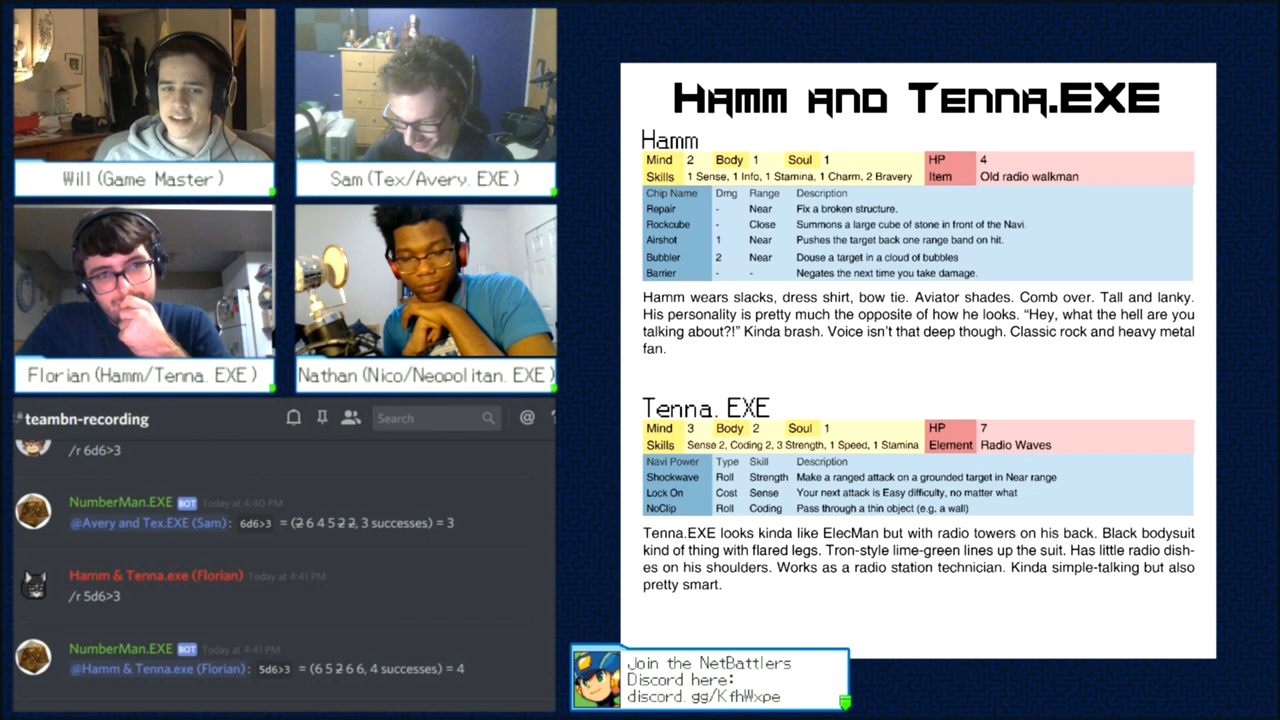 Will (Game Master)
Sam (Tex/Avery. EXE)
Florian (Hamm/Tenna. EXE)
Nathan (Nico/Neopolitan. EXE)
teambn-recording
Search
@
/r 6d6>3
NumberMan.EXE BOT Today at 4:40 PM
@Avery and Tex.EXE (Sam): 6d6>3 = (2 6 4 5 2 2, 3 successes) = 3
Hamm & Tenna.exe (Florian) Today at 4:41 PM
/r 5d6>3
NumberMan.EXE BOT Today at 4:41 PM
@Hamm & Tenna.exe (Florian): 5d6>3 = (6 5 2 6 6, 4 successes) = 4
Hamm and Tenna.EXE
Hamm
Mind 2 Body 1 Soul 1 HP 4
Skills 1 Sense, 1 Info, 1 Stamina, 1 Charm, 2 Bravery Item Old radio walkman
Chip Name Dmg Range Description
Repair - Near Fix a broken structure.
Rockcube - Close Summons a large cube of stone in front of the Navi.
Airshot 1 Near Pushes the target back one range band on hit.
Bubbler 2 Near Douse a target in a cloud of bubbles
Barrier - - Negates the next time you take damage.
Hamm wears slacks, dress shirt, bow tie. Aviator shades. Comb over. Tall and lanky.
His personality is pretty much the opposite of how he looks. “Hey, what the hell are you
talking about?!” Kinda brash. Voice isn’t that deep though. Classic rock and heavy metal
fan.
Tenna. EXE
Mind 3 Body 2 Soul 1 HP 7
Skills Sense 2, Coding 2, 3 Strength, 1 Speed, 1 Stamina Element Radio Waves
Navi Power Type Skill Description
Shockwave Roll Strength Make a ranged attack on a grounded target in Near range
Lock On Cost Sense Your next attack is Easy difficulty, no matter what
NoClip Roll Coding Pass through a thin object (e.g. a wall)
Tenna.EXE looks kinda like ElecMan but with radio towers on his back. Black bodysuit
kind of thing with flared legs. Tron-style lime-green lines up the suit. Has little radio dish-
es on his shoulders. Works as a radio station technician. Kinda simple-talking but also
pretty smart.
Join the NetBattlers
Discord here:
discord. gg/KfhWxpe